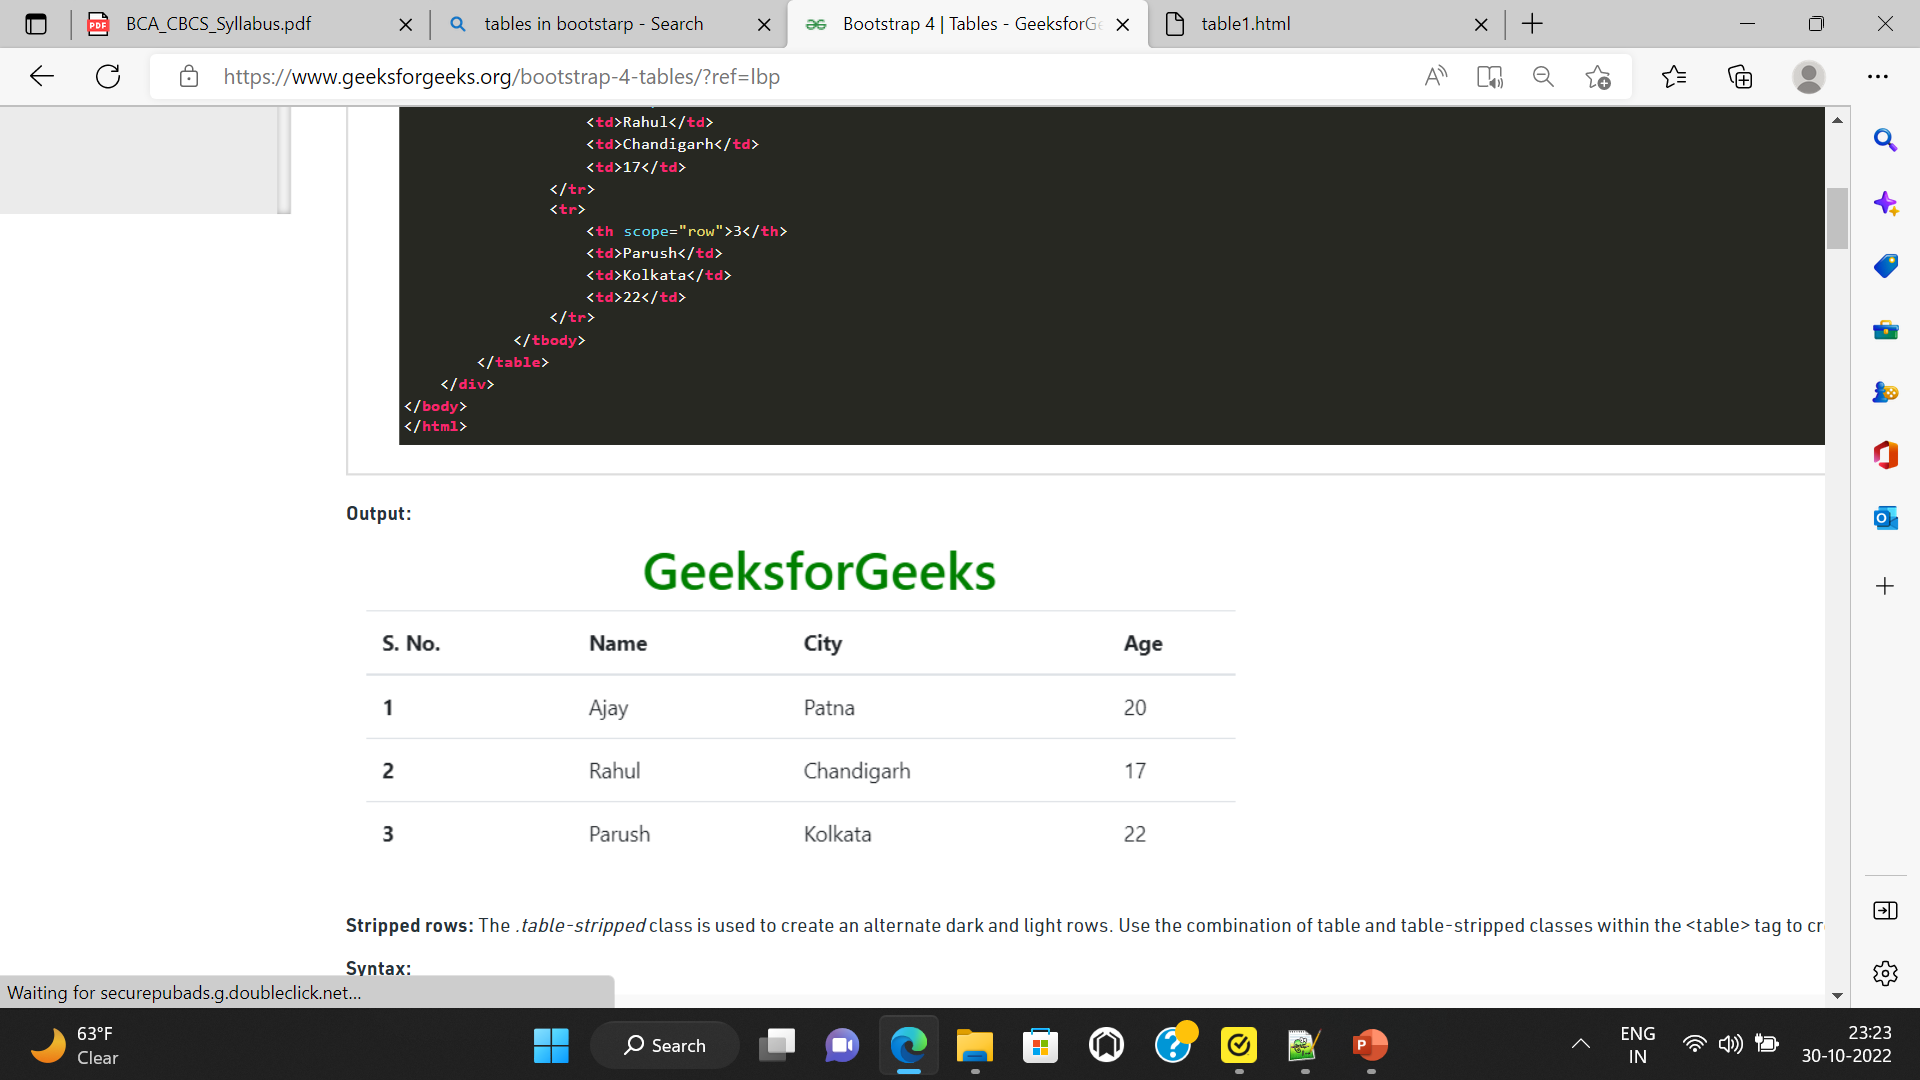 BCA_CBCS_Syllabus.pdf
tables in bootstarp - Search
Bootstrap 4 | Tables - GeeksforGe
table1.html
https://www.geeksforgeeks.org/bootstrap-4-tables/?ref=lbp
<td>Rahul</td>
<td>Chandigarh</td>
<td>17</td>
</tr>
<tr>
<th scope="row">3</th>
<td>Parush</td>
<td>Kolkata</td>
<td>22</td>
</tr>
</tbody>
</table>
</div>
</body>
</html>
Output:
GeeksforGeeks
S. No. Name City Age
1 Ajay Patna 20
2 Rahul Chandigarh 17
3 Parush Kolkata 22
Stripped rows: The .table-stripped class is used to create an alternate dark and light rows. Use the combination of table and table-stripped classes within the <table> tag to cr
Syntax:
Waiting for securepubads.g.doubleclick.net...
63°F
Clear
Search
ENG
IN
23:23
30-10-2022